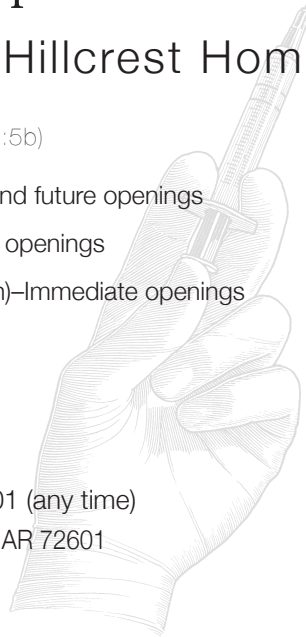 Hillcrest Hom
:5b)
nd future openings
openings
n)–Immediate openings
01 (any time)
AR 72601